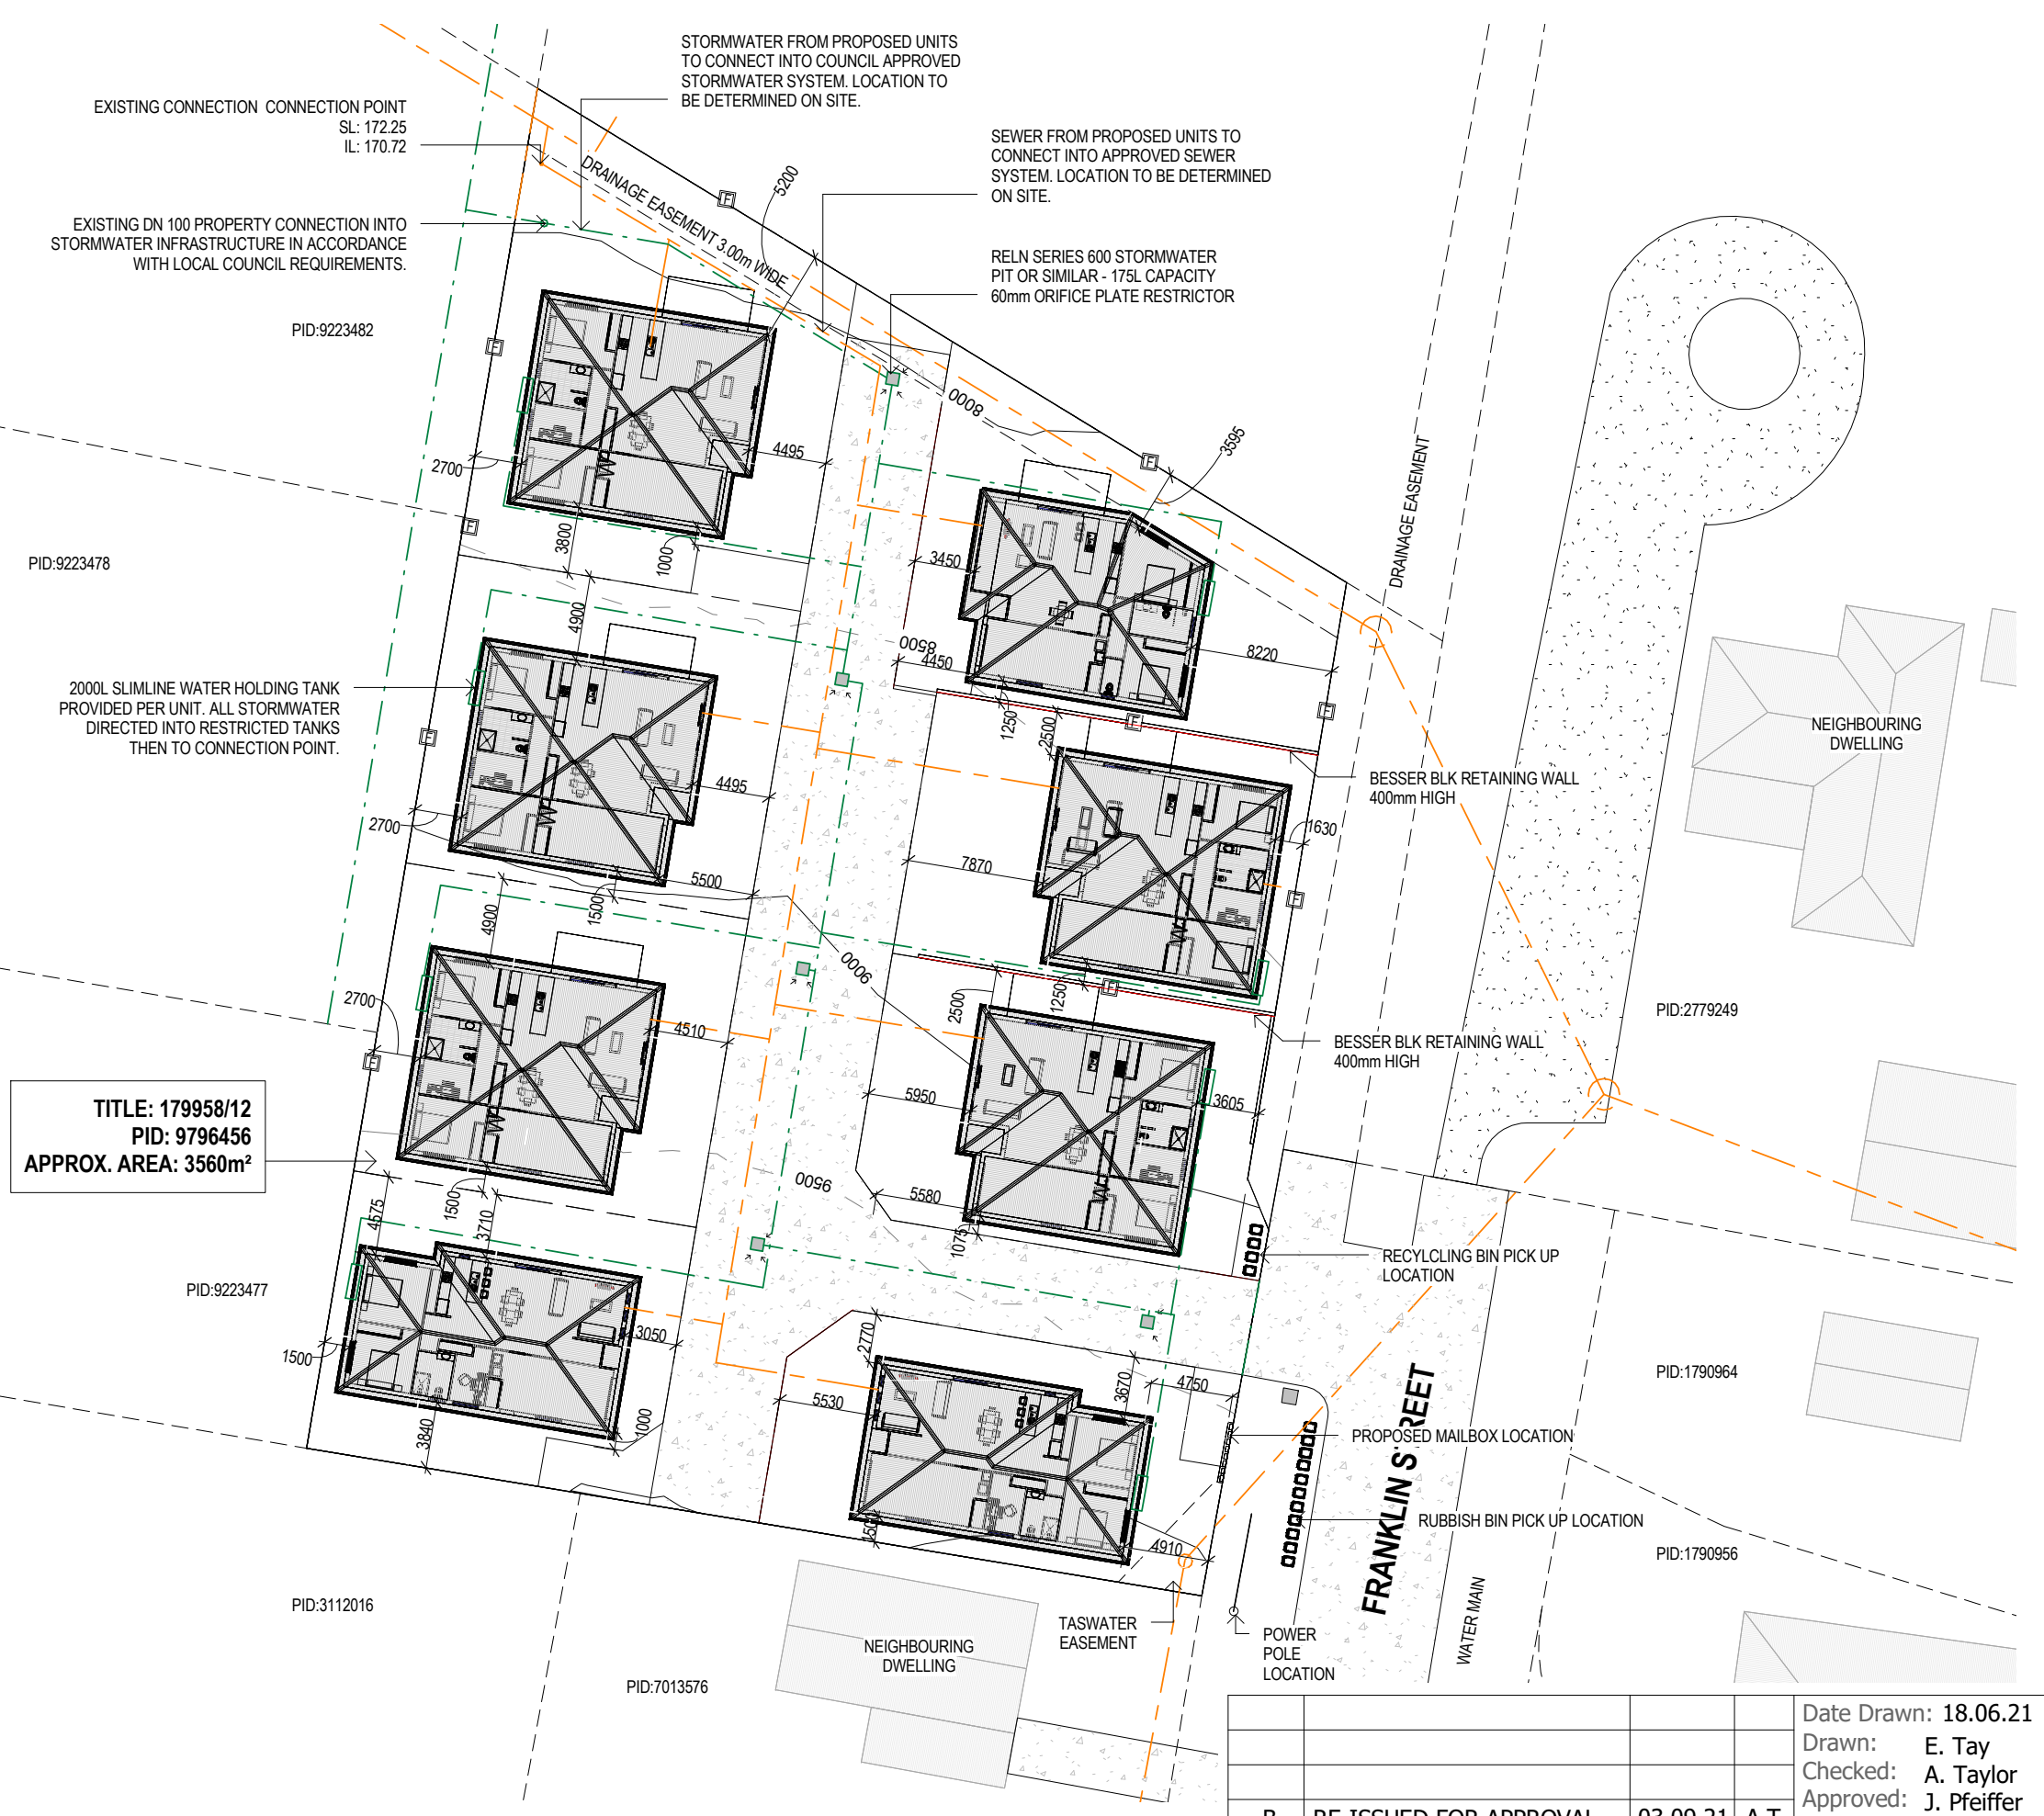 STORMWATER FROM PROPOSED UNITS
TO CONNECT INTO COUNCIL APPROVED
STORMWATER SYSTEM. LOCATION TO
BE DETERMINED ON SITE.
EXISTING CONNECTION CONNECTION POINT
SL: 172.25
IL: 170.72
SEWER FROM PROPOSED UNITS TO
CONNECT INTO APPROVED SEWER
SYSTEM. LOCATION TO BE DETERMINED
ON SITE.
DRAINAGE EASEMENT 3.00m WIDE
5200
EXISTING DN 100 PROPERTY CONNECTION INTO
STORMWATER INFRASTRUCTURE IN ACCORDANCE
WITH LOCAL COUNCIL REQUIREMENTS.
RELN SERIES 600 STORMWATER
PIT OR SIMILAR - 175L CAPACITY
60mm ORIFICE PLATE RESTRICTOR
PID:9223482
8000
3595
DRAINAGE EASEMENT
4495
2700
3800
1000
PID:9223478
3450
4900
8500
4450
8220
2000L SLIMLINE WATER HOLDING TANK
PROVIDED PER UNIT. ALL STORMWATER
DIRECTED INTO RESTRICTED TANKS
THEN TO CONNECTION POINT.
1250
2500
NEIGHBOURING
DWELLING
BESSER BLK RETAINING WALL
400mm HIGH
4495
2700
1630
7870
5500
1500
4900
9000
2700
2500
1250
PID:2779249
4510
BESSER BLK RETAINING WALL
400mm HIGH
5950
3605
TITLE: 179958/12
PID: 9796456
APPROX. AREA: 3560m²
9500
5580
4575
1500
3710
1075
RECYLCLING BIN PICK UP
LOCATION
PID:9223477
3050
1500
2770
3670
4750
5530
PID:1790964
3840
1000
PROPOSED MAILBOX LOCATION
FRANKLIN STREET
RUBBISH BIN PICK UP LOCATION
1500
4910
PID:1790956
PID:3112016
TASWATER
EASEMENT
POWER
POLE
LOCATION
WATER MAIN
NEIGHBOURING
DWELLING
PID:7013576
Date Drawn: 18.06.21
Drawn: E. Tay
Checked: A. Taylor
Approved: J. Pfeiffer
B RE-ISSUED FOR APPROVAL 03.09.21 A.T.